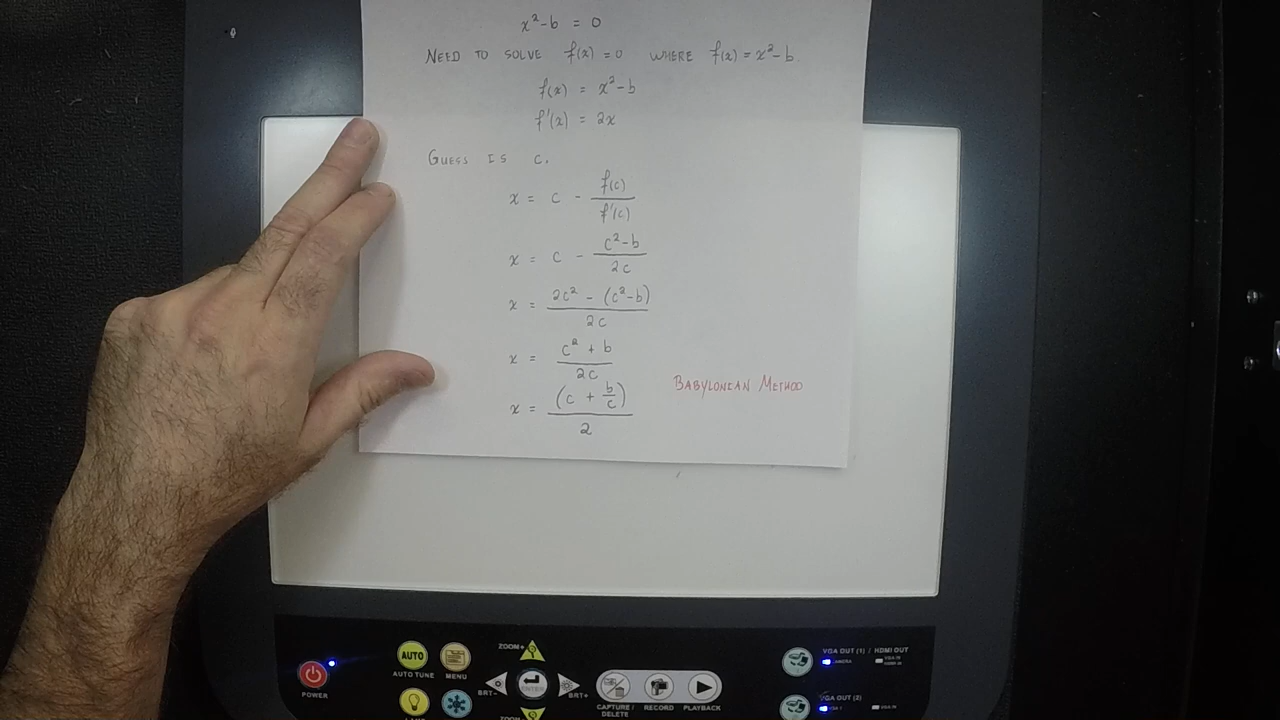 x² - b = 0
NEED TO SOLVE f(x) = 0 WHERE f(x) = x² - b.
f(x) = x² - b
f'(x) = 2x
GUESS IS C.
x = c - f(c) / f'(c)
x = c - (c² - b) / 2c
x = (2c² - (c² - b)) / 2c
x = (c² + b) / 2c
BABYLONIAN METHOD
x = (c + b/c) / 2
ZOOM+
AUTO
AUTO TUNE
MENU
POWER
BRT-
ENTER
BRT+
CAPTURE / DELETE
RECORD
PLAYBACK
VGA OUT (1) / HDMI OUT
VGA OUT (2)